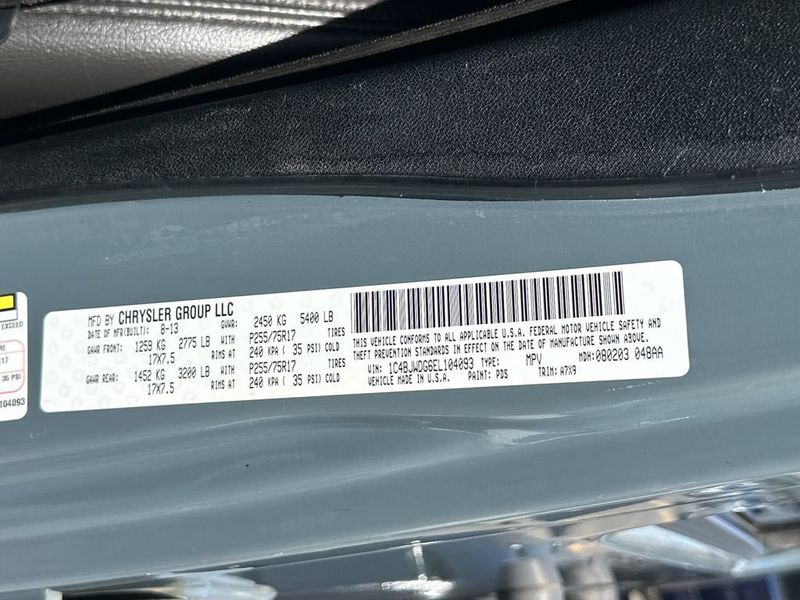 EXCEED
35 PSI
104093
MFD BY CHRYSLER GROUP LLC
DATE OF MFR(BUILT): 8-13 GVWR: 2450 KG 5400 LB
GAWR FRONT: 1259 KG 2775 LB WITH P255/75R17 TIRES
17X7.5 RIMS AT 240 KPA ( 35 PSI) COLD
GAWR REAR: 1452 KG 3200 LB WITH P255/75R17 TIRES
17X7.5 RIMS AT 240 KPA ( 35 PSI) COLD
THIS VEHICLE CONFORMS TO ALL APPLICABLE U.S.A. FEDERAL MOTOR VEHICLE SAFETY AND
THEFT PREVENTION STANDARDS IN EFFECT ON THE DATE OF MANUFACTURE SHOWN ABOVE.
VIN: 1C4BJWDG6EL104093 TYPE: MPV MDH: 080203 048AA
VEHICLE MADE IN U.S.A. PAINT: PDS TRIM: A7X9